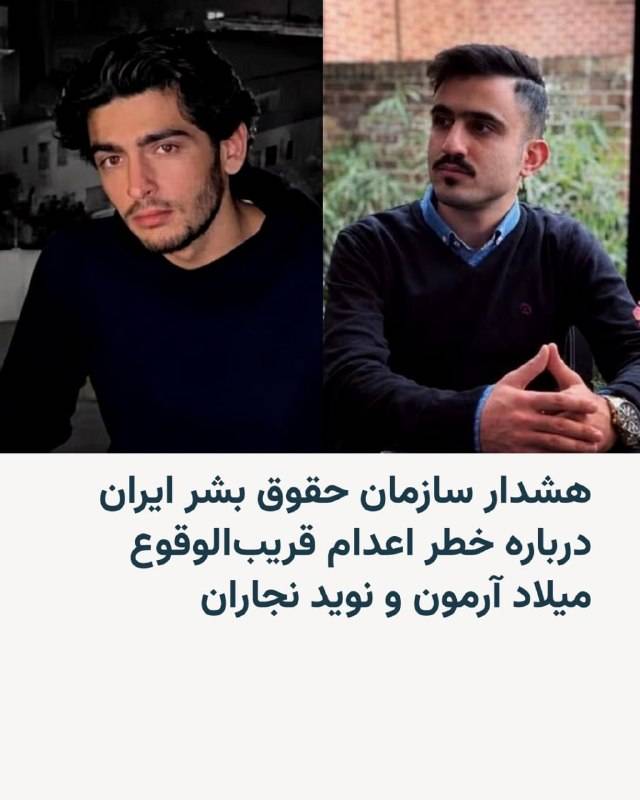 هشدار سازمان حقوق بشر ایران
درباره خطر اعدام قریب‌الوقوع
میلاد آرمون و نوید نجاران